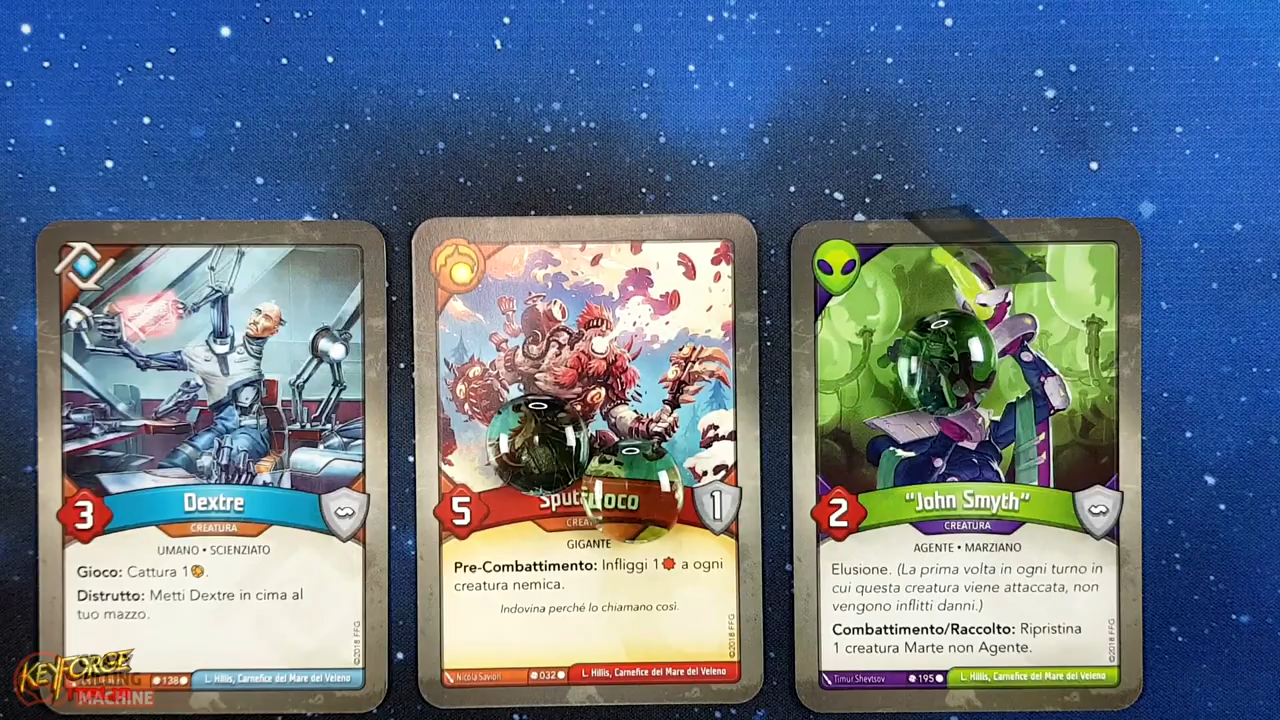 3
Dextre
CREATURA
UMANO • SCIENZIATO
Gioco: Cattura 1.
Distrutto: Metti Dextre in cima al
tuo mazzo.
©2018 FFG
138
L. Hillis, Carnefice del Mare del Veleno
5
1
GIGANTE
Pre-Combattimento: Infliggi 1 a ogni
creatura nemica.
Indovina perché lo chiamano così.
©2018 FFG
Nicola Saviori
032
L. Hillis, Carnefice del Mare del Veleno
2
"John Smyth"
CREATURA
AGENTE • MARZIANO
Elusione. (La prima volta in ogni turno in
cui questa creatura viene attaccata, non
vengono inflitti danni.)
Combattimento/Raccolto: Ripristina
1 creatura Marte non Agente.
©2018 FFG
Timur Shevtsov
195
L. Hillis, Carnefice del Mare del Veleno
KEYFORGE
MACHINE